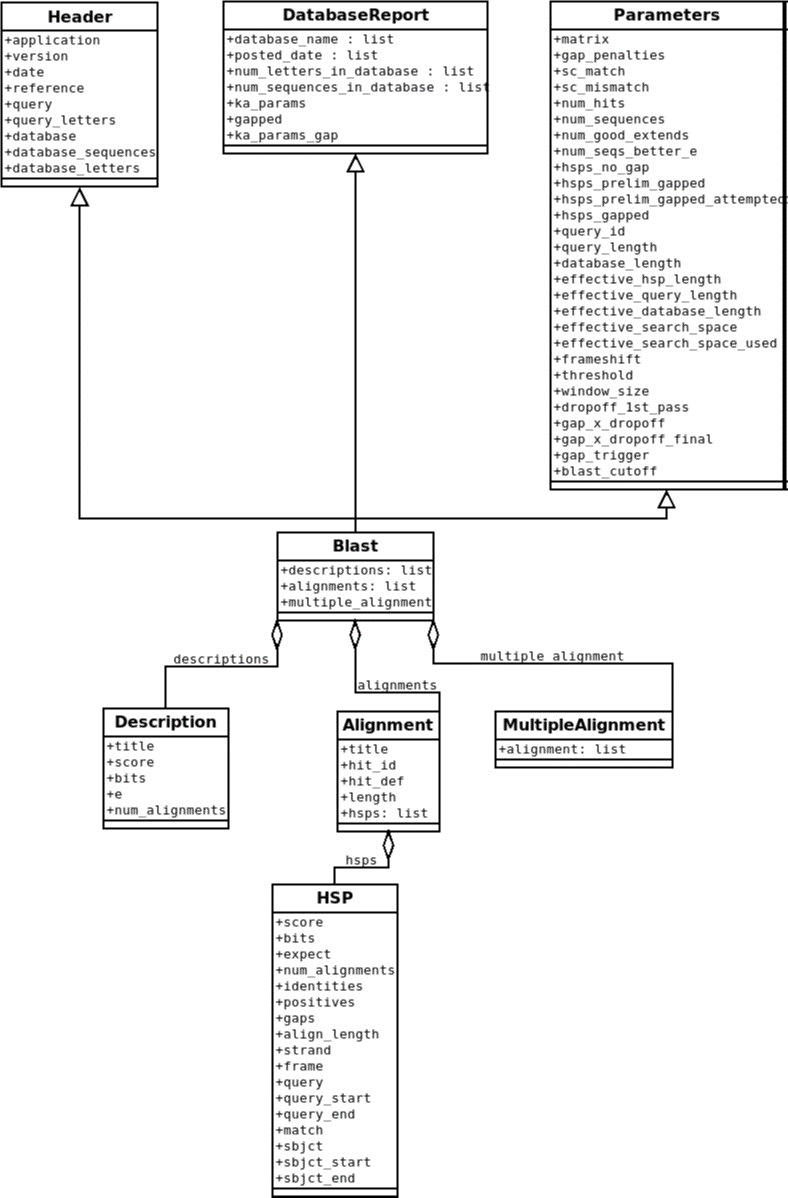 Header
+application
+version
+date
+reference
+query
+query_letters
+database
+database_sequences
+database_letters
DatabaseReport
+database_name : list
+posted_date : list
+num_letters_in_database : list
+num_sequences_in_database : list
+ka_params
+gapped
+ka_params_gap
Parameters
+matrix
+gap_penalties
+sc_match
+sc_mismatch
+num_hits
+num_sequences
+num_good_extends
+num_seqs_better_e
+hsps_no_gap
+hsps_prelim_gapped
+hsps_prelim_gapped_attempted
+hsps_gapped
+query_id
+query_length
+database_length
+effective_hsp_length
+effective_query_length
+effective_database_length
+effective_search_space
+effective_search_space_used
+frameshift
+threshold
+window_size
+dropoff_1st_pass
+gap_x_dropoff
+gap_x_dropoff_final
+gap_trigger
+blast_cutoff
Blast
+descriptions: list
+alignments: list
+multiple_alignment
descriptions
alignments
multiple alignment
Description
+title
+score
+bits
+e
+num_alignments
Alignment
+title
+hit_id
+hit_def
+length
+hsps: list
MultipleAlignment
+alignment: list
hsps
HSP
+score
+bits
+expect
+num_alignments
+identities
+positives
+gaps
+align_length
+strand
+frame
+query
+query_start
+query_end
+match
+sbjct
+sbjct_start
+sbjct_end